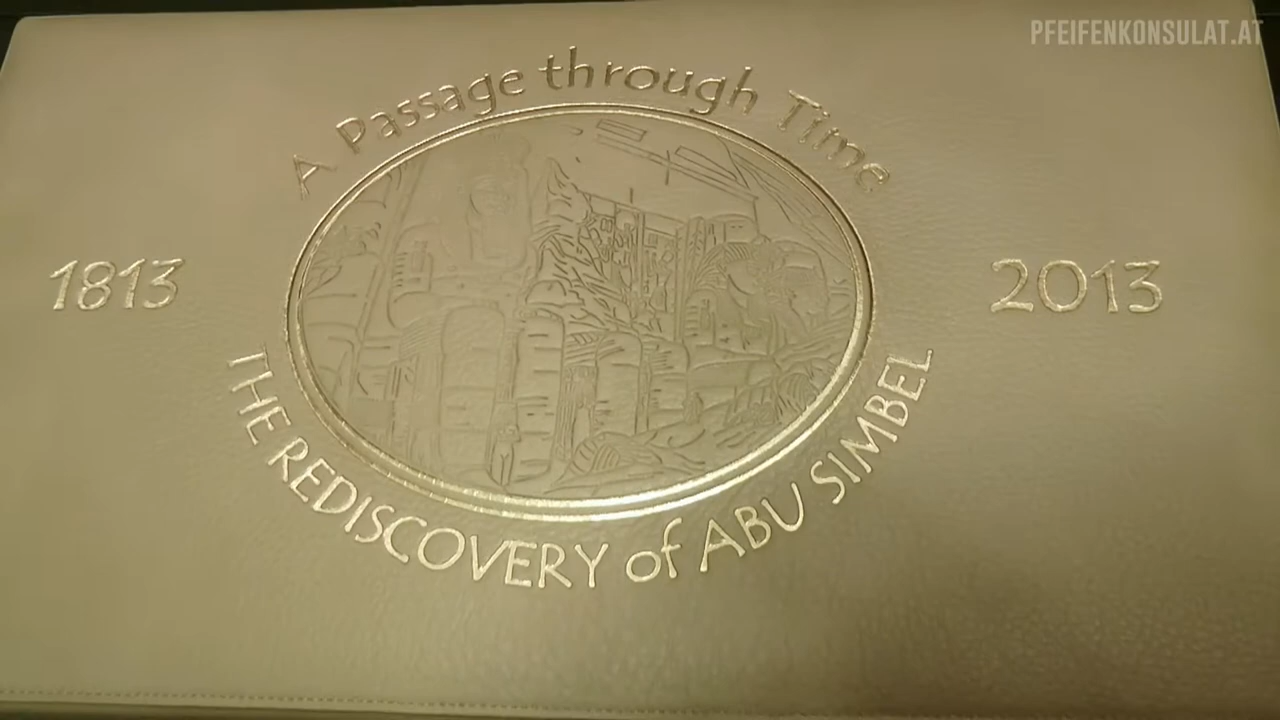 PFEIFENKONSULAT.AT
A Passage through Time
1813
2013
THE REDISCOVERY of ABU SIMBEL